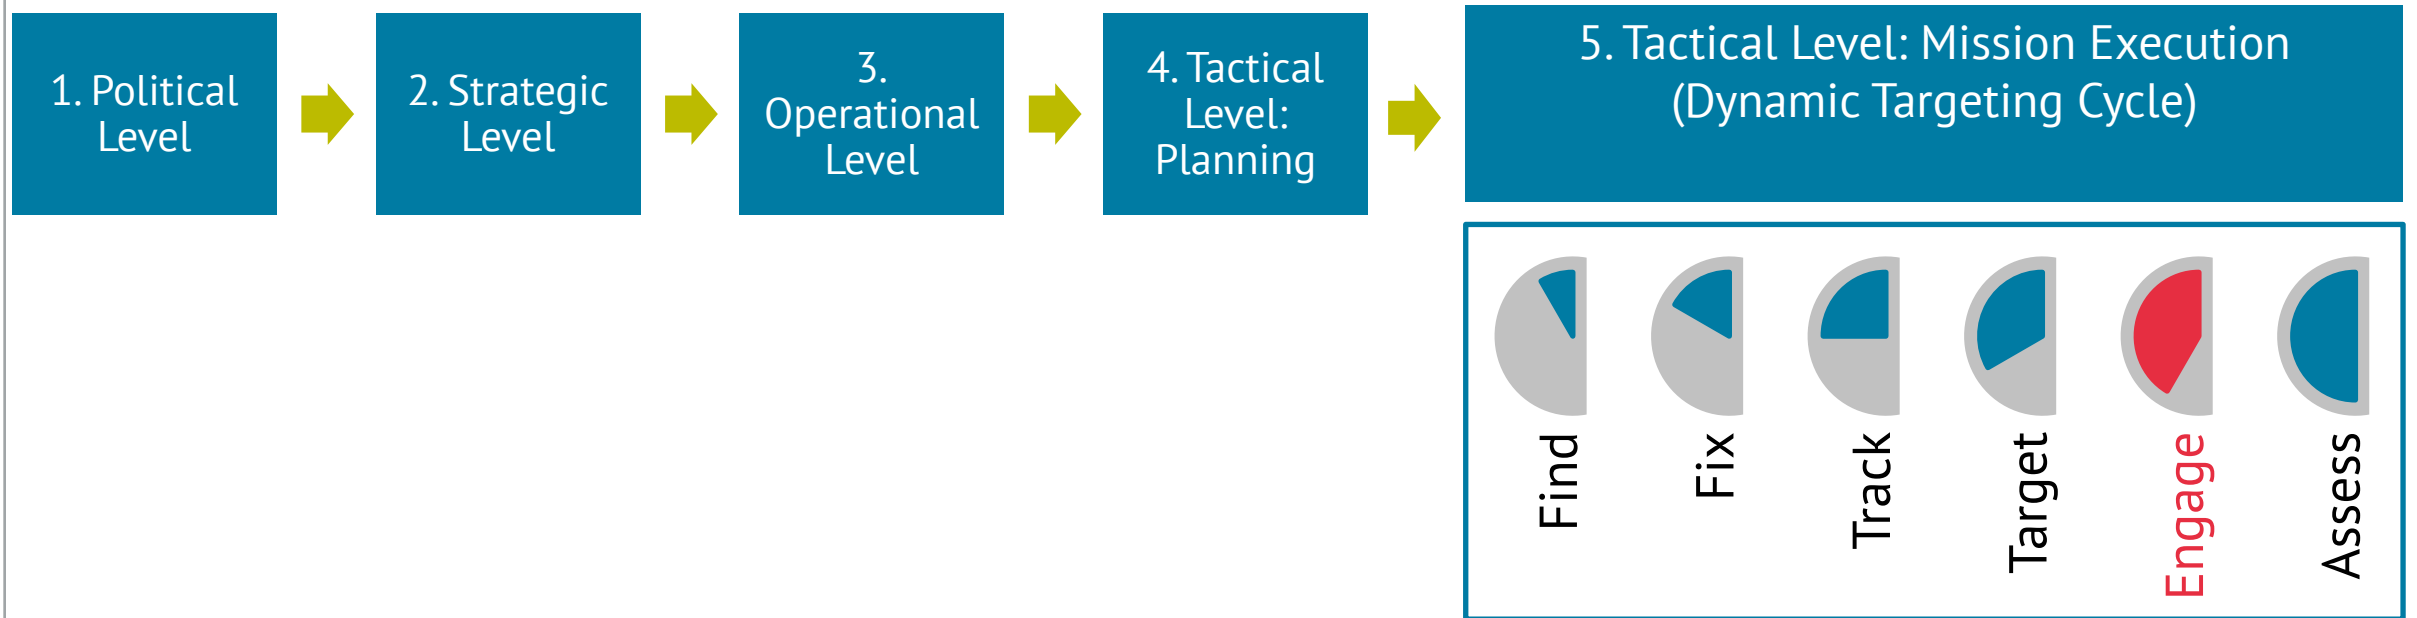 1. Political
Level
2. Strategic
Level
3.
Operational
Level
4. Tactical
Level:
Planning
5. Tactical Level: Mission Execution
(Dynamic Targeting Cycle)
Find
Fix
Track
Target
Engage
Assess